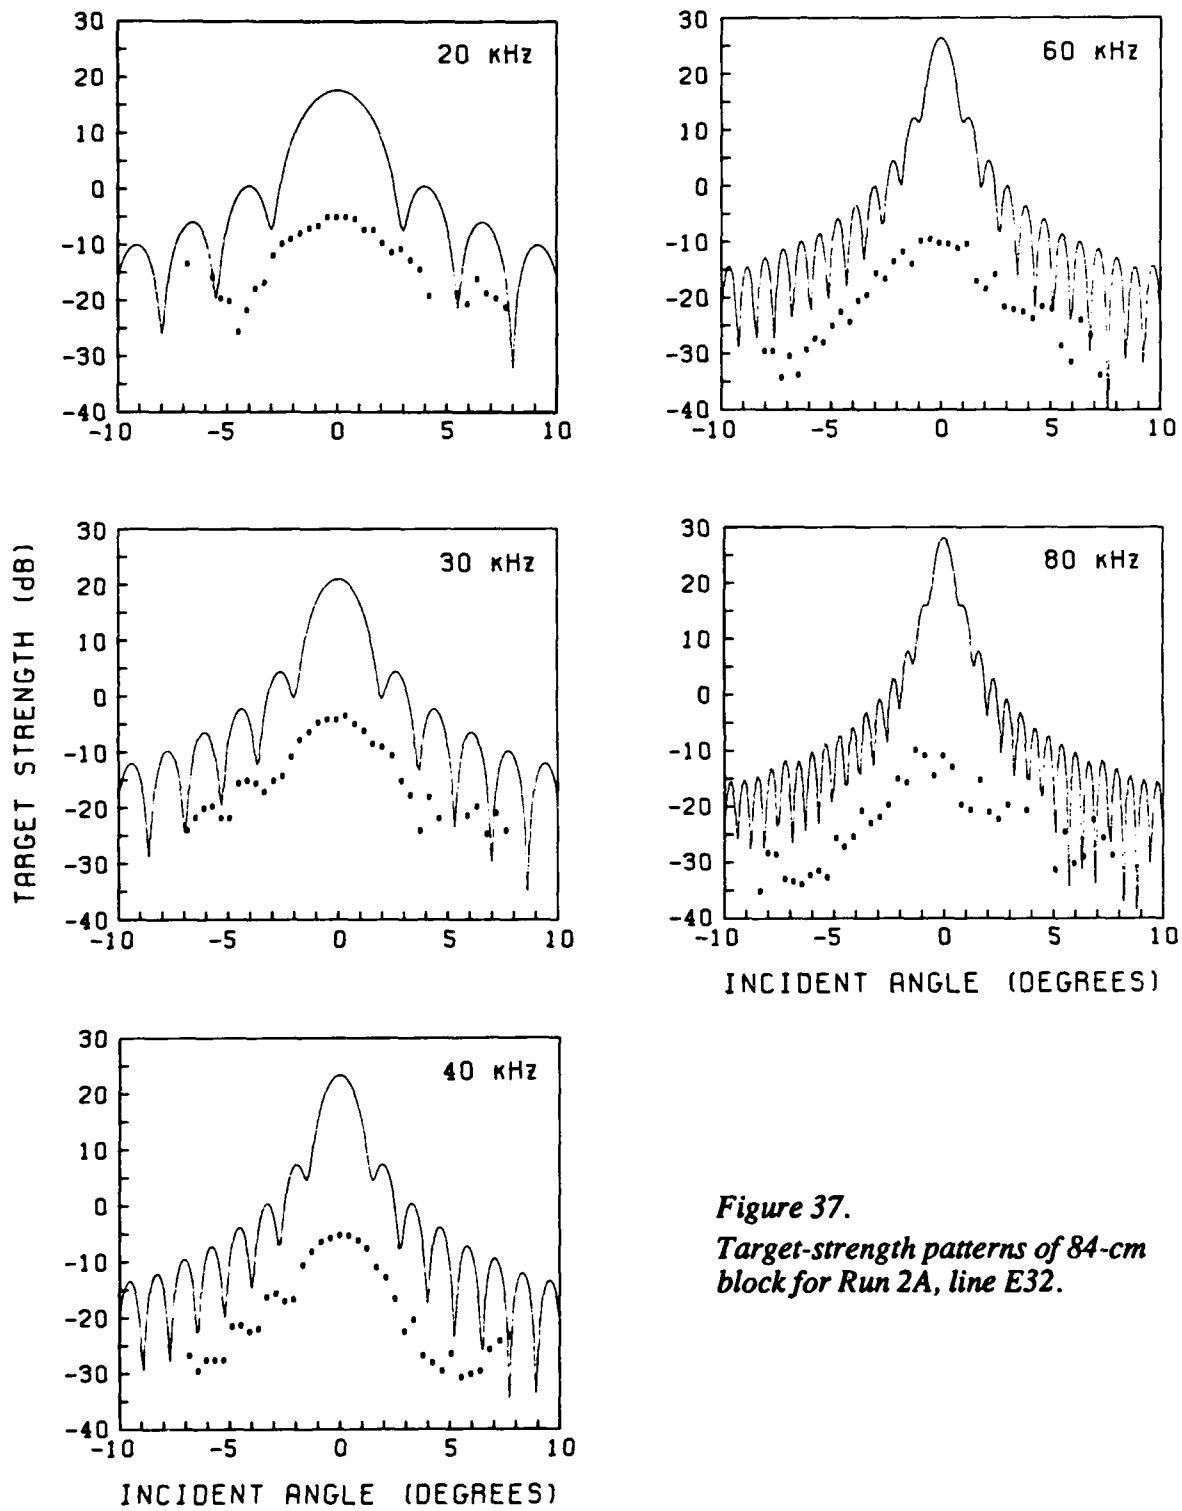 30
20
10
0
-10
-20
-30
-40
-10 -5 0 5 10
20 KHz
30
20
10
0
-10
-20
-30
-40
-10 -5 0 5 10
60 KHz
TARGET STRENGTH (dB)
30
20
10
0
-10
-20
-30
-40
-10 -5 0 5 10
30 KHz
30
20
10
0
-10
-20
-30
-40
-10 -5 0 5 10
80 KHz
INCIDENT ANGLE (DEGREES)
30
20
10
0
-10
-20
-30
-40
-10 -5 0 5 10
40 KHz
INCIDENT ANGLE (DEGREES)
Figure 37.
Target-strength patterns of 84-cm
block for Run 2A, line E32.